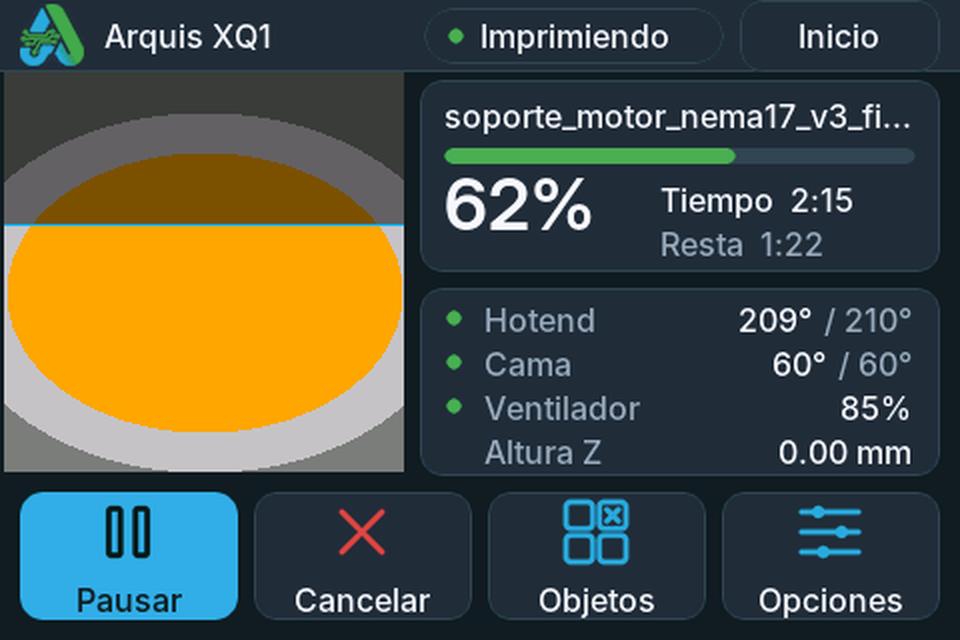 Arquis XQ1
Imprimiendo
Inicio
soporte_motor_nema17_v3_fi...
62%
Tiempo 2:15
Resta 1:22
Hotend 209° / 210°
Cama 60° / 60°
Ventilador 85%
Altura Z 0.00 mm
Pausar
Cancelar
Objetos
Opciones